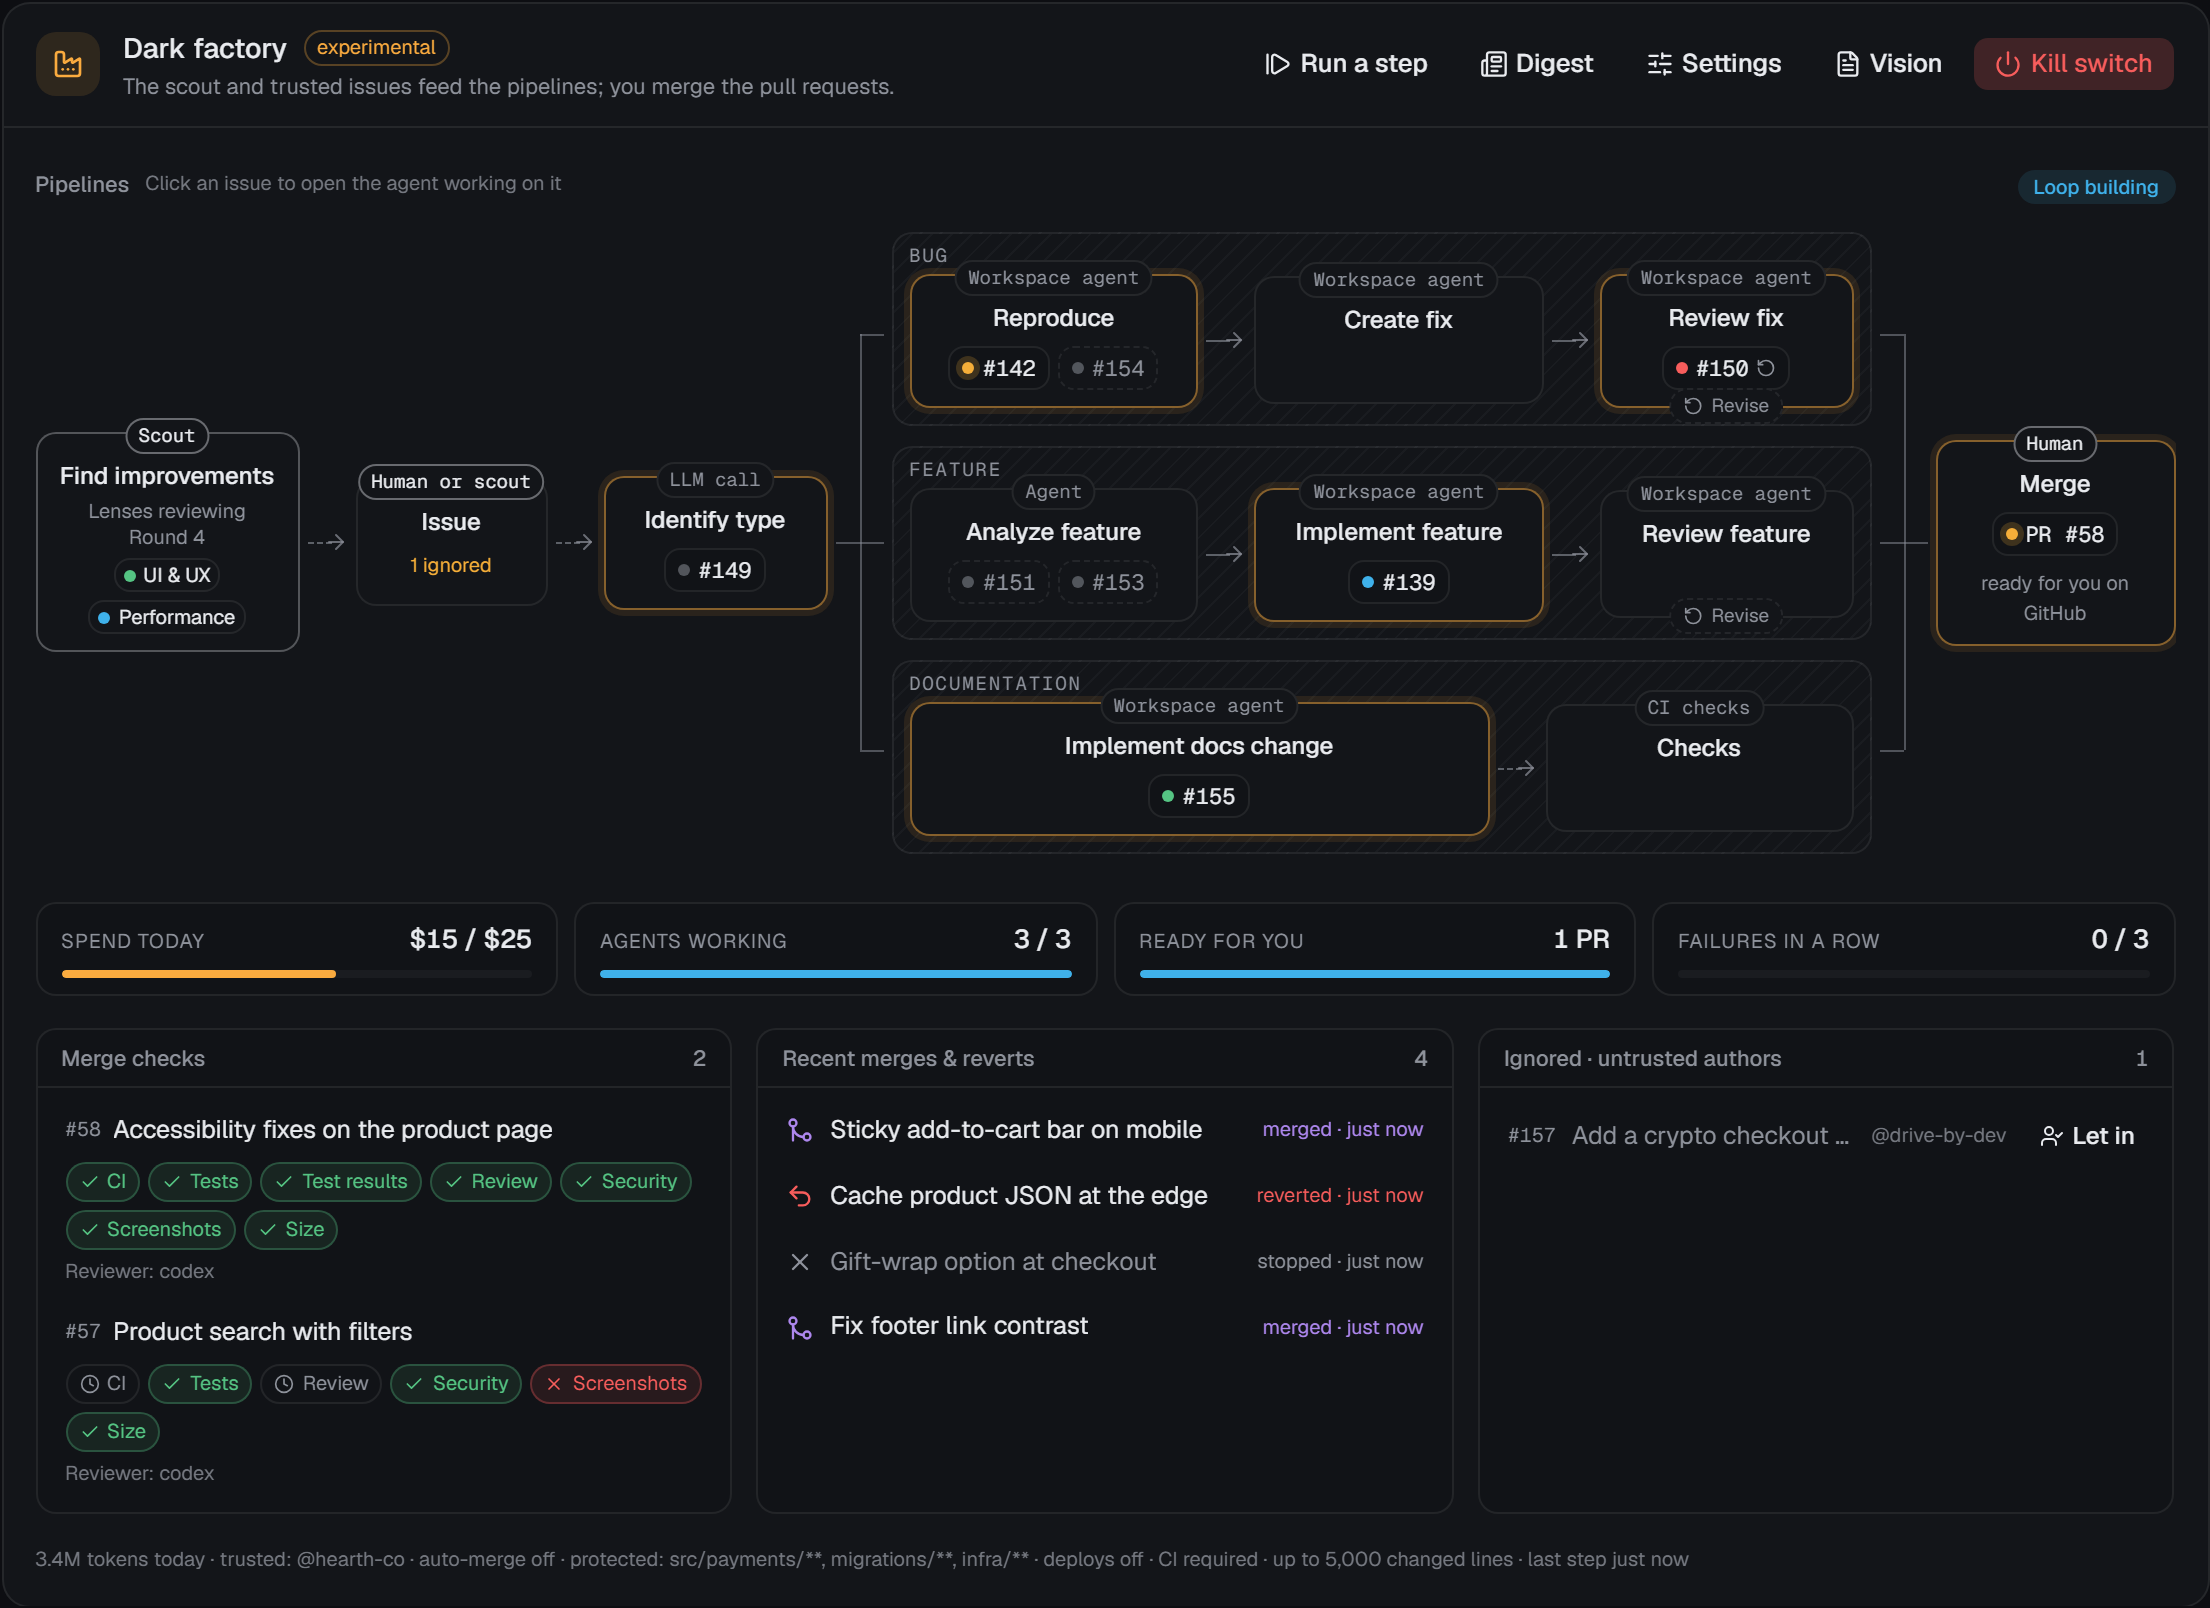 Dark factory
experimental
The scout and trusted issues feed the pipelines; you merge the pull requests.
Run a step
Digest
Settings
Vision
Kill switch
Pipelines
Click an issue to open the agent working on it
Loop building
Scout
Find improvements
Lenses reviewing
Round 4
UI & UX
Performance
Human or scout
Issue
1 ignored
LLM call
Identify type
#149
BUG
Workspace agent
Reproduce
#142
#154
Workspace agent
Create fix
Workspace agent
Review fix
#150
Revise
FEATURE
Agent
Analyze feature
#151
#153
Workspace agent
Implement feature
#139
Workspace agent
Review feature
Revise
DOCUMENTATION
Workspace agent
Implement docs change
#155
CI checks
Checks
Human
Merge
PR #58
ready for you on
GitHub
SPEND TODAY
$15 / $25
AGENTS WORKING
3 / 3
READY FOR YOU
1 PR
FAILURES IN A ROW
0 / 3
Merge checks
2
#58 Accessibility fixes on the product page
CI
Tests
Test results
Review
Security
Screenshots
Size
Reviewer: codex
#57 Product search with filters
CI
Tests
Review
Security
Screenshots
Size
Reviewer: codex
Recent merges & reverts
4
Sticky add-to-cart bar on mobile
merged · just now
Cache product JSON at the edge
reverted · just now
Gift-wrap option at checkout
stopped · just now
Fix footer link contrast
merged · just now
Ignored · untrusted authors
1
#157 Add a crypto checkout ...
@drive-by-dev
Let in
3.4M tokens today · trusted: @hearth-co · auto-merge off · protected: src/payments/**, migrations/**, infra/** · deploys off · CI required · up to 5,000 changed lines · last step just now